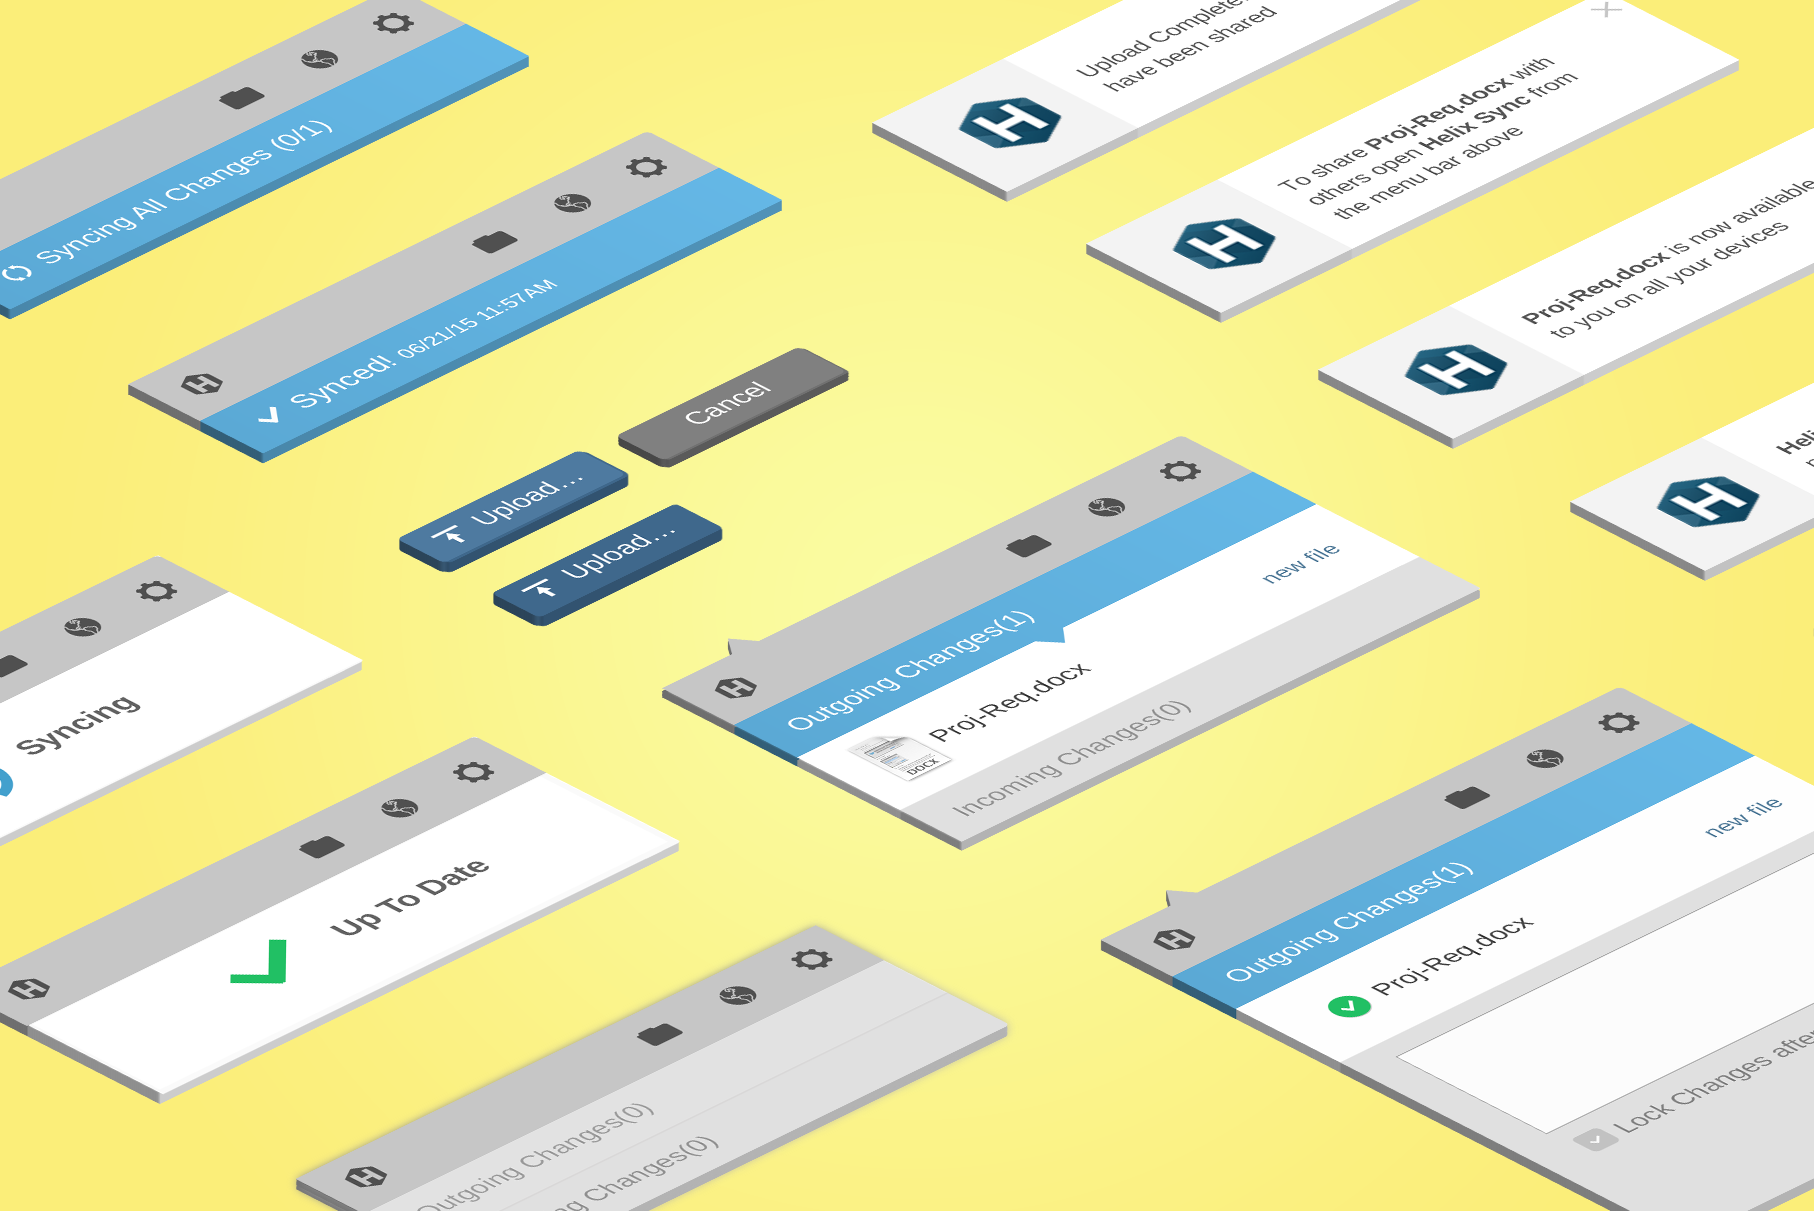 Syncing All Changes (0/1)
Synced! 06/21/15 11:57AM
Cancel
Upload...
Upload...
Upload Complete
have been shared
To share Proj-Req.docx with
others open Helix Sync from
the menu bar above
Proj-Req.docx is now available
to you on all your devices
Outgoing Changes(1)
new file
Proj-Req.docx
DOCX
Incoming Changes(0)
Syncing
Up To Date
Outgoing Changes(0)
Changes(0)
Outgoing Changes(1)
new file
Proj-Req.docx
Lock Changes after